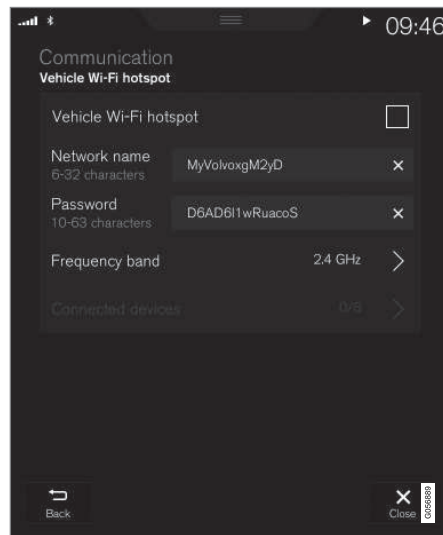 09:46
Communication
Vehicle Wi-Fi hotspot
Vehicle Wi-Fi hotspot
Network name
6-32 characters
MyVolvoxgM2yD
Password
10-63 characters
D6AD6I1wRuacoS
Frequency band
2.4 GHz
Connected devices
0/8
Back
Close
G056889